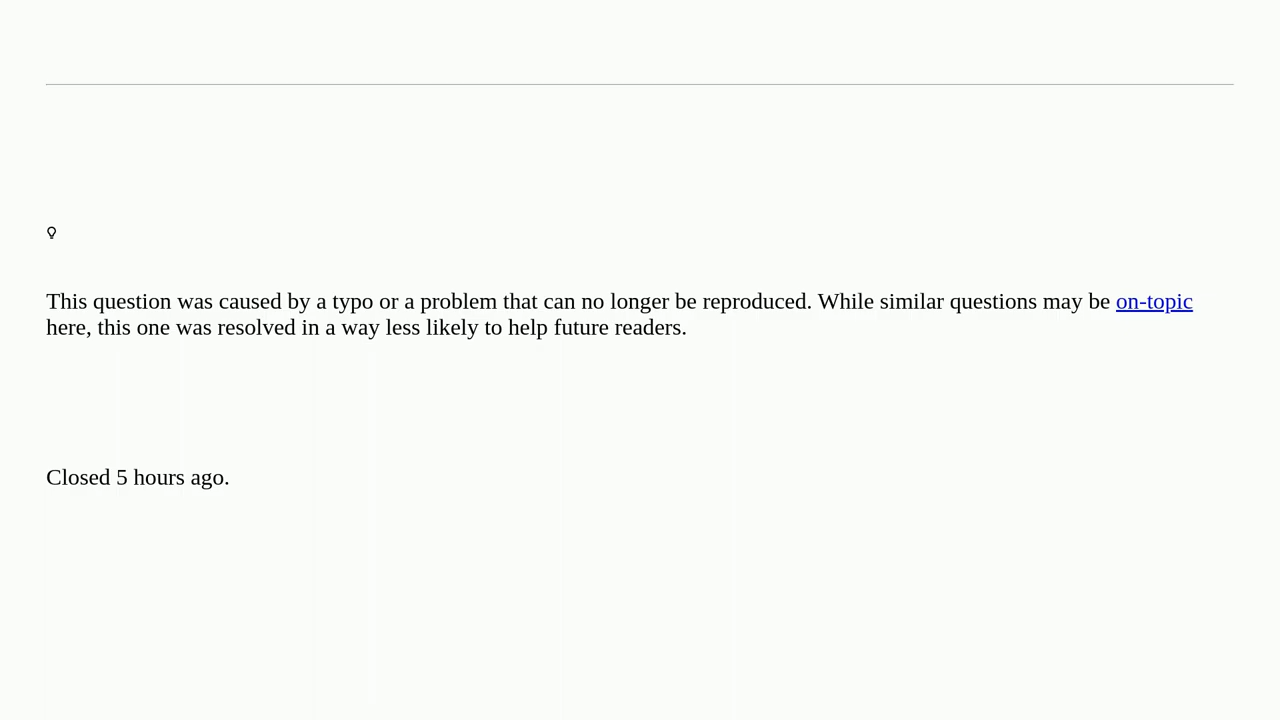 This question was caused by a typo or a problem that can no longer be reproduced. While similar questions may be on-topic
here, this one was resolved in a way less likely to help future readers.
Closed 5 hours ago.